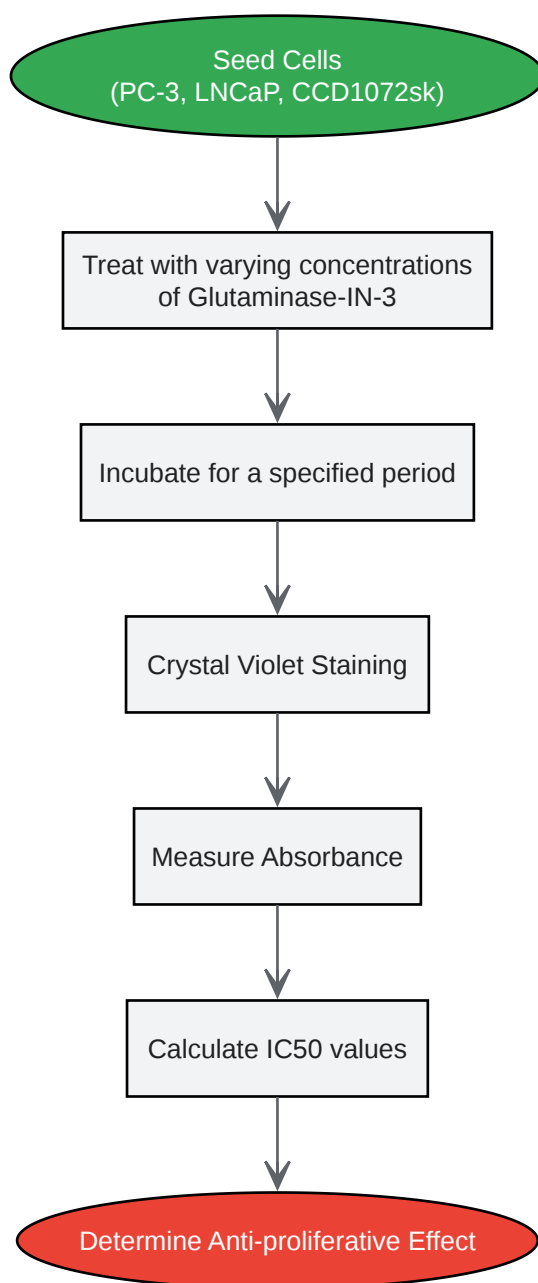 Seed Cells
(PC-3, LNCaP, CCD1072sk)
Treat with varying concentrations
of Glutaminase-IN-3
Incubate for a specified period
Crystal Violet Staining
Measure Absorbance
Calculate IC50 values
Determine Anti-proliferative Effect